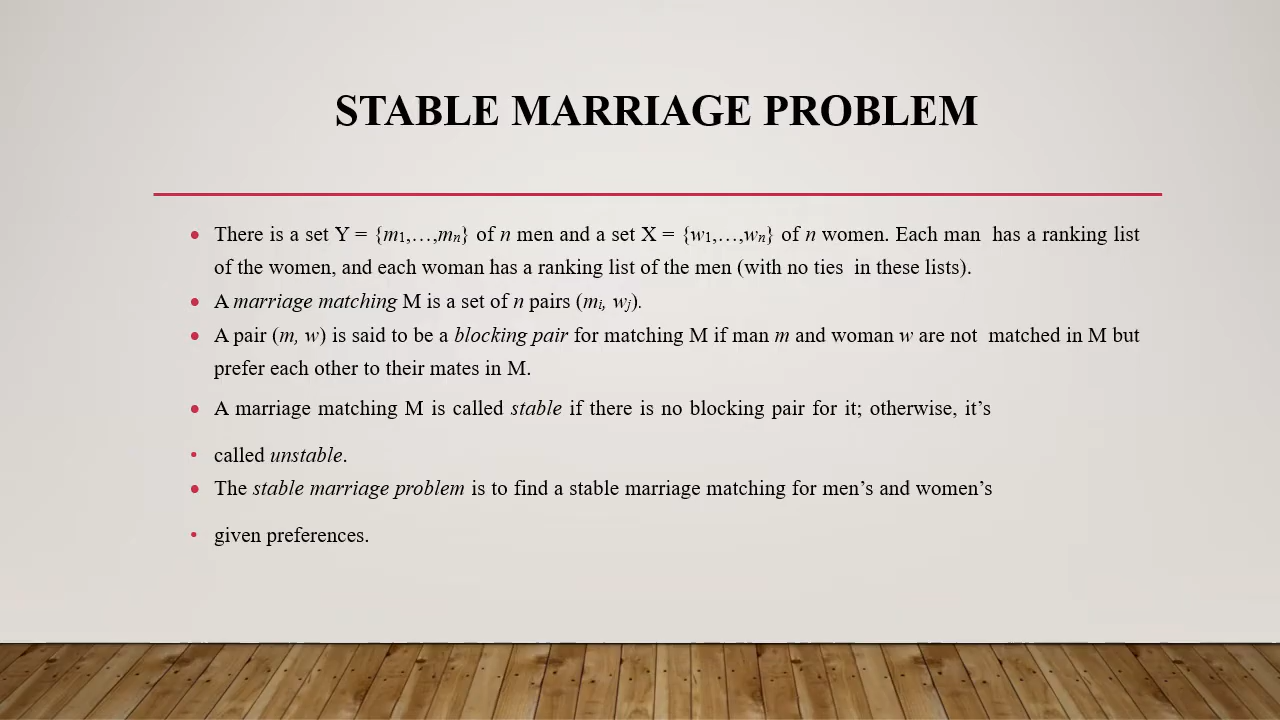 STABLE MARRIAGE PROBLEM
• There is a set Y = {m1,…,mn} of n men and a set X = {w1,…,wn} of n women. Each man has a ranking list
of the women, and each woman has a ranking list of the men (with no ties in these lists).
• A marriage matching M is a set of n pairs (mi, wj).
• A pair (m, w) is said to be a blocking pair for matching M if man m and woman w are not matched in M but
prefer each other to their mates in M.
• A marriage matching M is called stable if there is no blocking pair for it; otherwise, it’s
• called unstable.
• The stable marriage problem is to find a stable marriage matching for men’s and women’s
• given preferences.